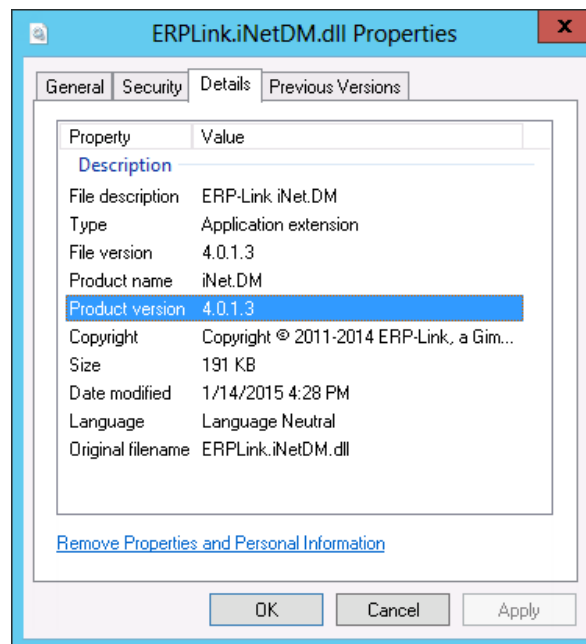 ERPLink.iNetDM.dll Properties
x
General Security Details Previous Versions
Property Value
Description
File description ERP-Link iNet.DM
Type Application extension
File version 4.0.1.3
Product name iNet.DM
Product version 4.0.1.3
Copyright Copyright © 2011-2014 ERP-Link, a Gim...
Size 191 KB
Date modified 1/14/2015 4:28 PM
Language Language Neutral
Original filename ERPLink.iNetDM.dll
Remove Properties and Personal Information
OK Cancel Apply